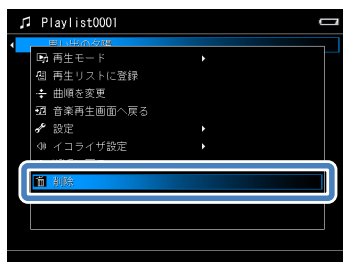 Playlist0001
思い出の夕陽
再生モード
再生リストに登録
曲順を変更
音楽再生画面へ戻る
設定
イコライザ設定
削除